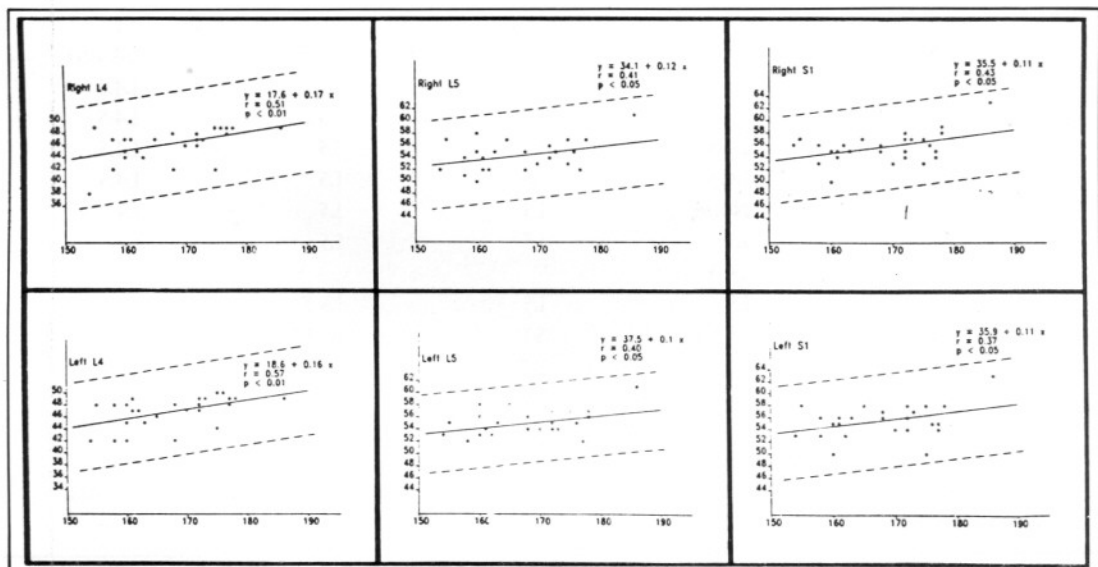 Right L4
y = 17.6 + 0.17 x
r = 0.51
p < 0.01
50
48
46
44
42
40
38
36
150 160 170 180 190
Right L5
y = 34.1 + 0.12 x
r = 0.41
p < 0.05
62
60
58
56
54
52
50
48
46
44
150 160 170 180 190
Right S1
y = 35.5 + 0.11 x
r = 0.43
p < 0.05
64
62
60
58
56
54
52
50
48
46
44
150 160 170 180 190
Left L4
y = 18.6 + 0.16 x
r = 0.57
p < 0.01
50
48
46
44
42
40
38
36
34
150 160 170 180 190
Left L5
y = 37.5 + 0.1 x
r = 0.40
p < 0.05
62
60
58
56
54
52
50
48
46
44
150 160 170 180 190
Left S1
y = 35.9 + 0.11 x
r = 0.37
p < 0.05
64
62
60
58
56
54
52
50
48
46
44
150 160 170 180 190